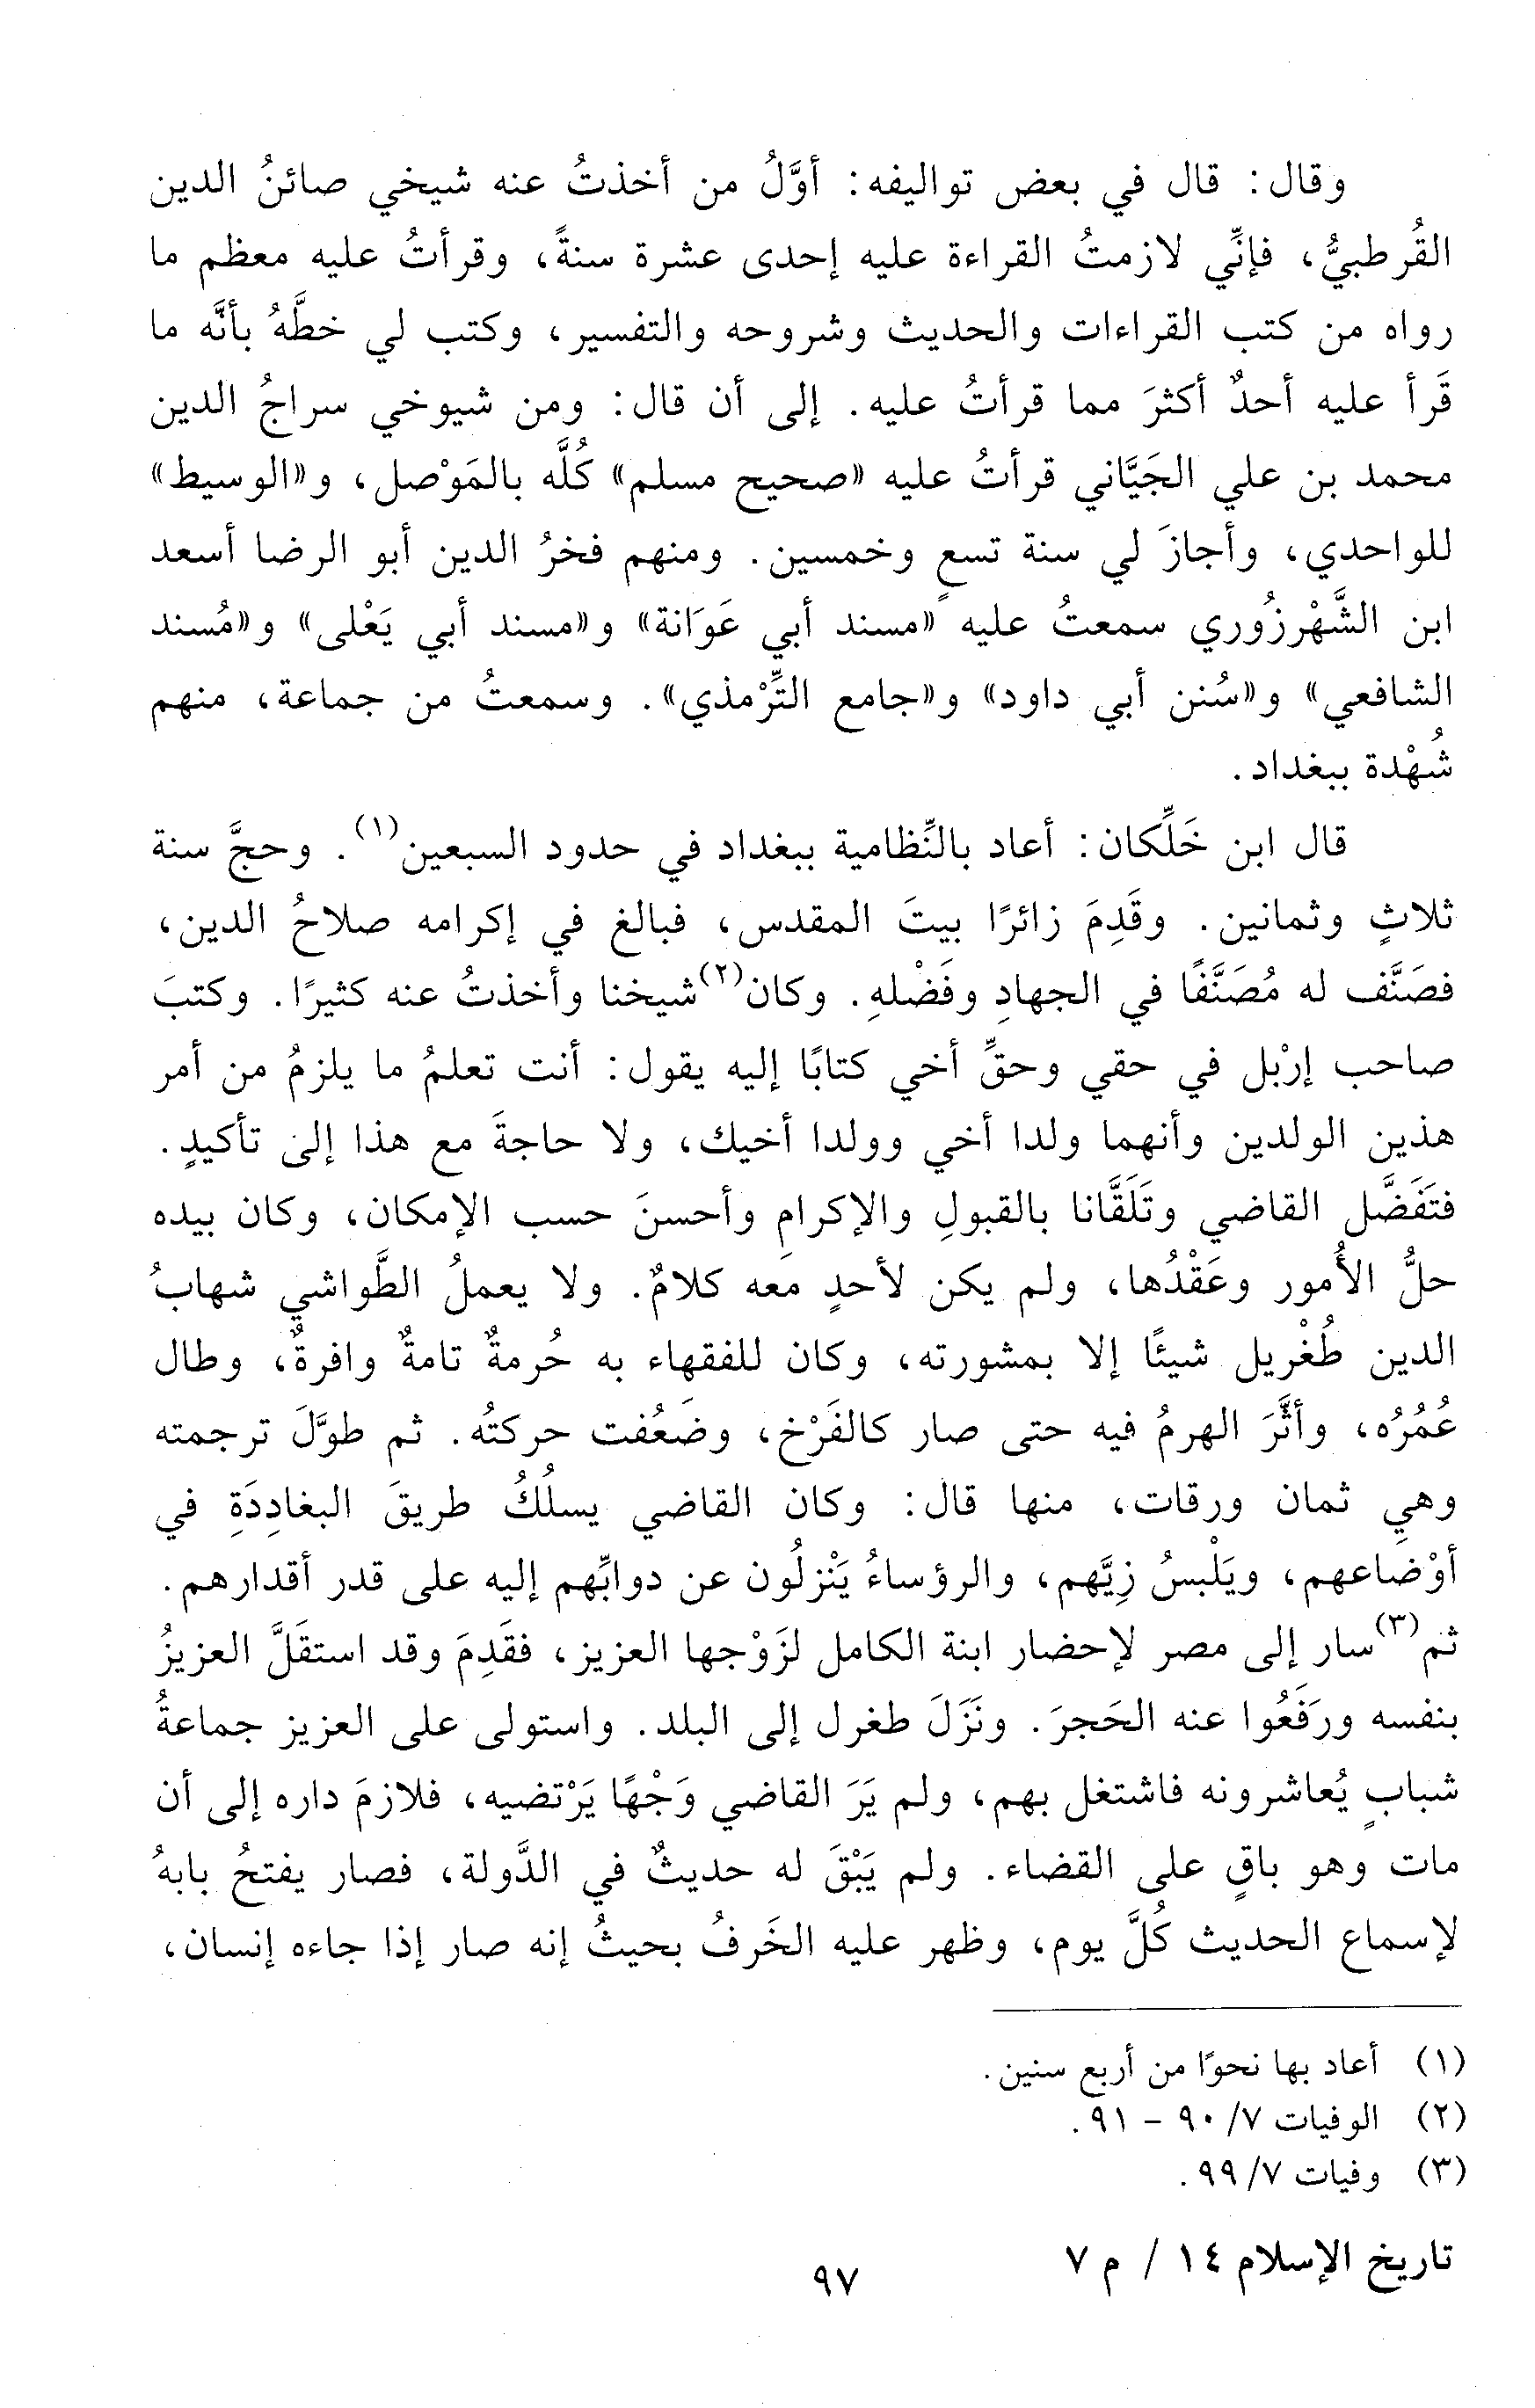 وقال: قال في بعض تواليفه: أوَّلُ من أخذتُ عنه شيخي صائنُ الدين
القُرطبيُّ، فإنِّي لازمتُ القراءة عليه إحدى عشرة سنةً، وقرأتُ عليه معظم ما
رواه من كتب القراءات والحديث وشروحه والتفسير، وكتب لي خطَّهُ بأنَّه ما
قَرأ عليه أحدٌ أكثرَ مما قرأتُ عليه. إلى أن قال: ومن شيوخي سراجُ الدين
محمد بن علي الجَيَّاني قرأتُ عليه «صحيح مسلم» كُلَّه بالمَوْصل، و«الوسيط»
للواحدي، وأجازَ لي سنة تسعٍ وخمسين. ومنهم فخرُ الدين أبو الرضا أسعد
ابن الشَّهْرزُوري سمعتُ عليه «مسند أبي عَوَانة» و«مسند أبي يَعْلى» و«مُسند
الشافعي» و«سُنن أبي داود» و«جامع التِّرْمذي». وسمعتُ من جماعة، منهم
شُهْدة ببغداد.
قال ابن خَلِّكان: أعاد بالنِّظامية ببغداد في حدود السبعين(١). وحجَّ سنة
ثلاثٍ وثمانين. وقَدِمَ زائرًا بيتَ المقدس، فبالغ في إكرامه صلاحُ الدين،
فصَنَّف له مُصَنَّفًا في الجهادِ وفَضْلهِ. وكان(٢) شيخنا وأخذتُ عنه كثيرًا. وكتبَ
صاحب إرْبل في حقي وحقِّ أخي كتابًا إليه يقول: أنت تعلمُ ما يلزمُ من أمر
هذين الولدين وأنهما ولدا أخي وولدا أخيك، ولا حاجةَ مع هذا إلى تأكيدٍ.
فتَفَضَّل القاضي وتَلَقَّانا بالقبولِ والإكرامِ وأحسنَ حسب الإمكان، وكان بيده
حلُّ الأُمور وعَقْدُها، ولم يكن لأحدٍ مَعه كلامٌ. ولا يعملُ الطَّواشي شهابُ
الدين طُغْريل شيئًا إلا بمشورته، وكان للفقهاء به حُرمةٌ تامةٌ وافرةٌ، وطال
عُمُرُه، وأثَّرَ الهرمُ فيه حتى صار كالفَرْخ، وضَعُفت حركتُه. ثم طوَّلَ ترجمته
وهي ثمان ورقات، منها قال: وكان القاضي يسلُكُ طريقَ البغادِدَةِ في
أوْضاعهم، ويَلْبسُ زِيَّهم، والرؤساءُ يَنْزلُون عن دوابِّهم إليه على قدر أقدارهم.
ثم(٣) سار إلى مصر لإحضار ابنة الكامل لزَوْجها العزيز، فقَدِمَ وقد استقَلَّ العزيزُ
بنفسه ورَفَعُوا عنه الحَجرَ. ونَزَلَ طغرل إلى البلد. واستولى على العزيز جماعةُ
شبابٍ يُعاشرونه فاشتغل بهم، ولم يَرَ القاضي وَجْهًا يَرْتضيه، فلازمَ داره إلى أن
مات وهو باقٍ على القضاء. ولم يَبْقَ له حديثٌ في الدَّولة، فصار يفتحُ بابهُ
لإسماع الحديث كُلَّ يوم، وظهر عليه الخَرفُ بحيثُ إنه صار إذا جاءه إنسان،
(١) أعاد بها نحوًا من أربع سنين.
(٢) الوفيات ٧/ ٩٠ - ٩١.
(٣) وفيات ٧/ ٩٩.
تاريخ الإسلام ١٤ / م ٧
٩٧